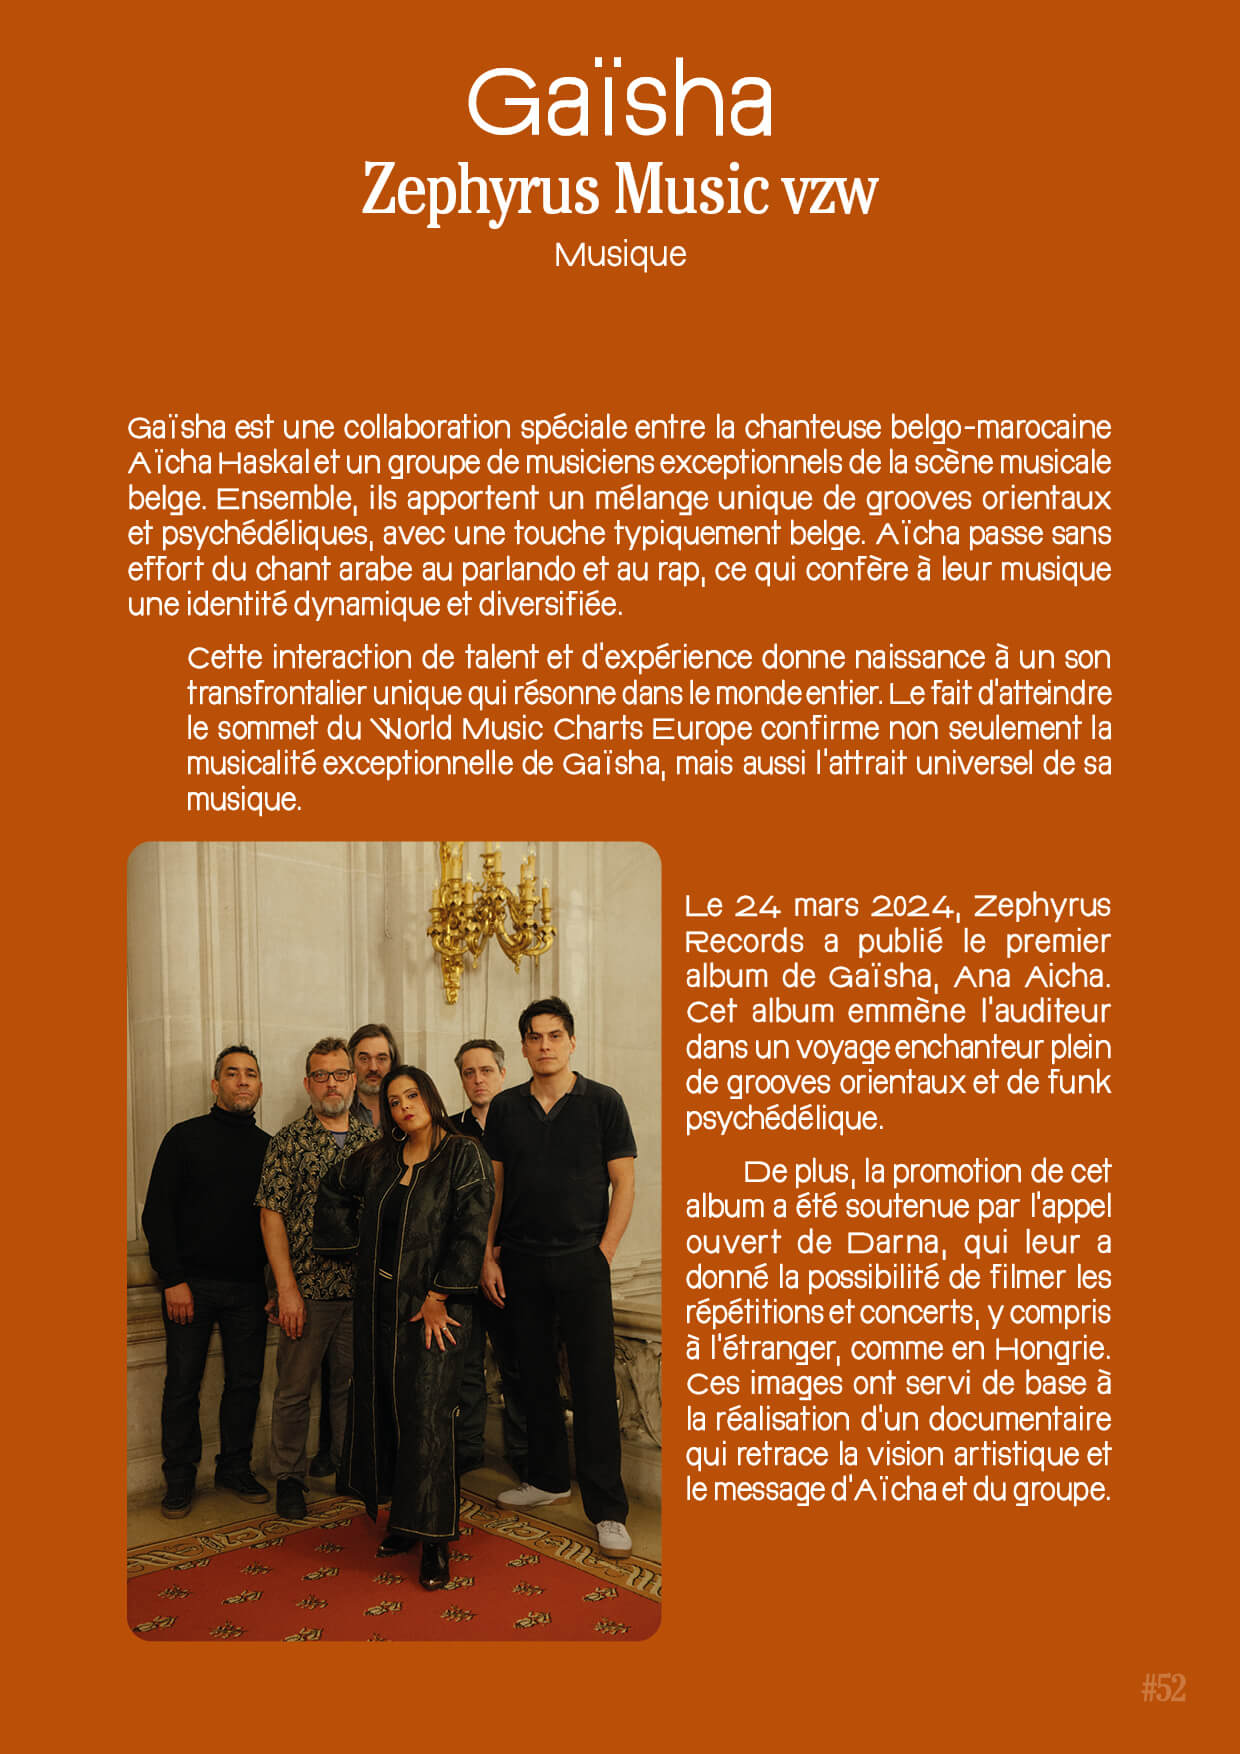 Gaïsha
Zephyrus Music vzw
Musique
Gaïsha est une collaboration spéciale entre la chanteuse belgo-marocaine
Aïcha Haskal et un groupe de musiciens exceptionnels de la scène musicale
belge. Ensemble, ils apportent un mélange unique de grooves orientaux
et psychédéliques, avec une touche typiquement belge. Aïcha passe sans
effort du chant arabe au parlando et au rap, ce qui confère à leur musique
une identité dynamique et diversifiée.
Cette interaction de talent et d'expérience donne naissance à un son
transfrontalier unique qui résonne dans le monde entier. Le fait d'atteindre
le sommet du World Music Charts Europe confirme non seulement la
musicalité exceptionnelle de Gaïsha, mais aussi l'attrait universel de sa
musique.
Le 24 mars 2024, Zephyrus
Records a publié le premier
album de Gaïsha, Ana Aicha.
Cet album emmène l'auditeur
dans un voyage enchanteur plein
de grooves orientaux et de funk
psychédélique.
De plus, la promotion de cet
album a été soutenue par l'appel
ouvert de Darna, qui leur a
donné la possibilité de filmer les
répétitions et concerts, y compris
à l'étranger, comme en Hongrie.
Ces images ont servi de base à
la réalisation d'un documentaire
qui retrace la vision artistique et
le message d'Aïcha et du groupe.
#52